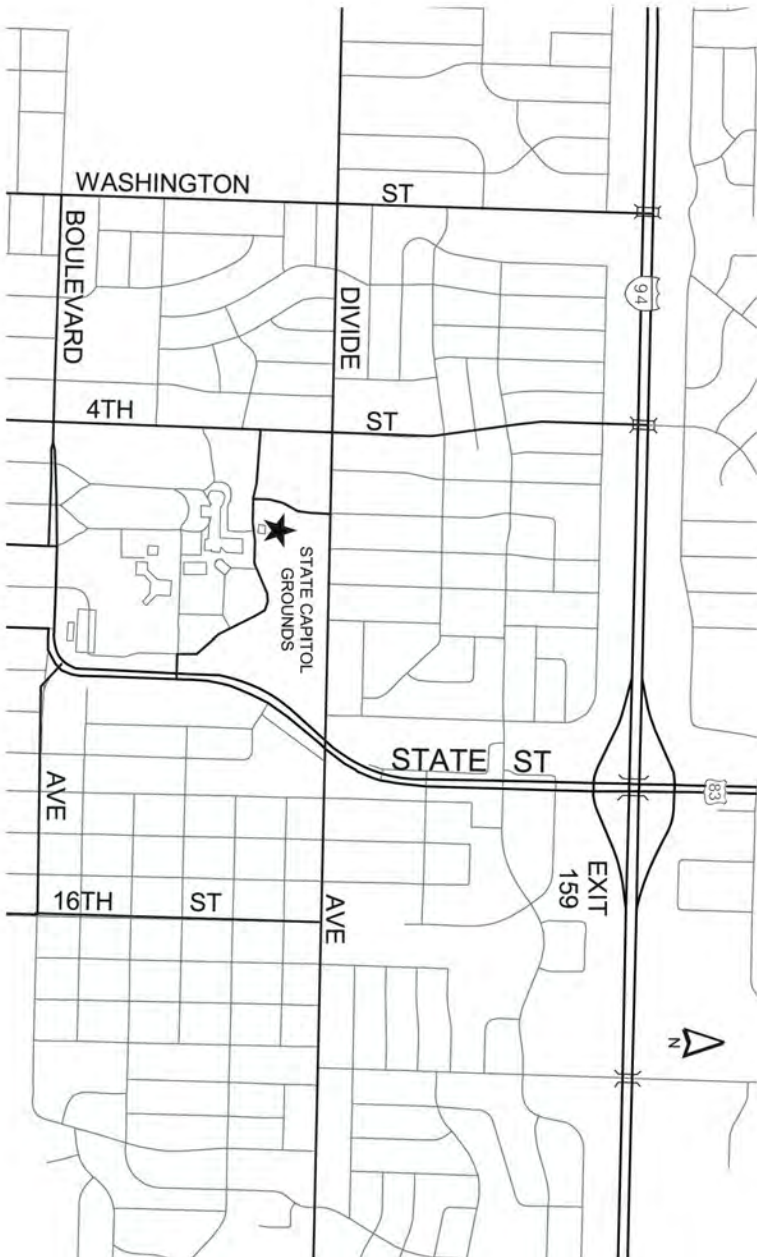 WASHINGTON ST
BOULEVARD
DIVIDE
94
4TH ST
STATE CAPITOL
GROUNDS
STATE ST
83
AVE
EXIT
159
16TH ST
AVE
N